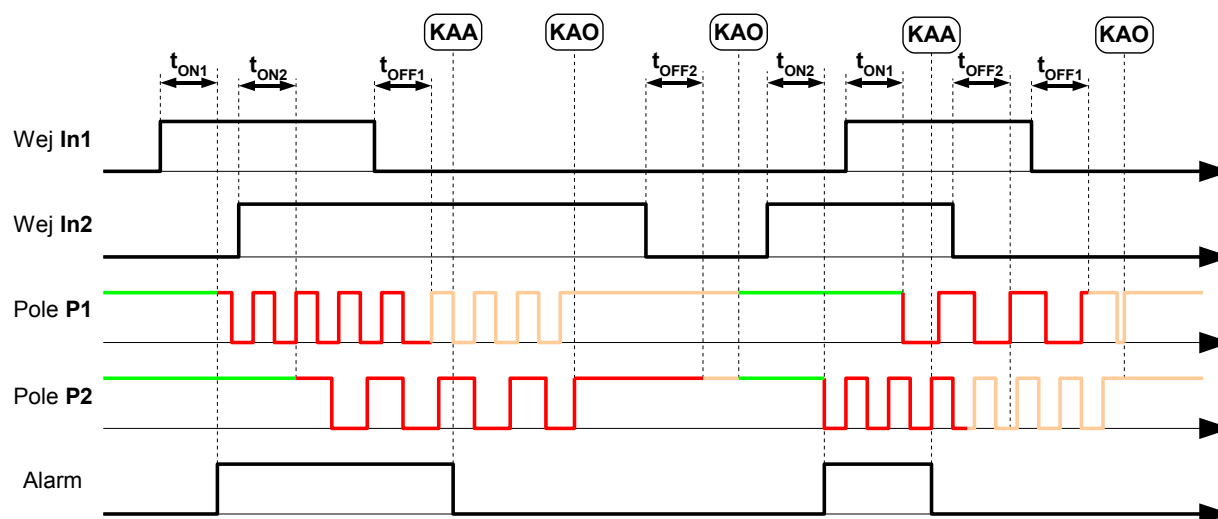 KAA KAO KAO KAA KAO
tON1 tON2 tOFF1 tOFF2 tON2 tON1 tOFF2 tOFF1
Wej In1
Wej In2
Pole P1
Pole P2
Alarm